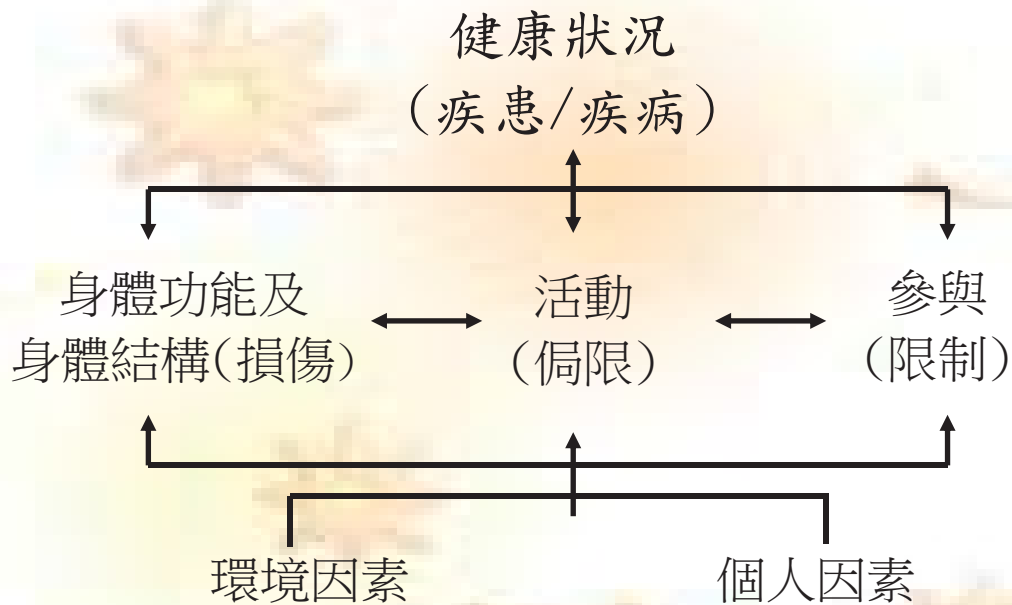 健康狀況
(疾患/疾病)
身體功能及
身體結構(損傷)
活動
(侷限)
參與
(限制)
環境因素
個人因素